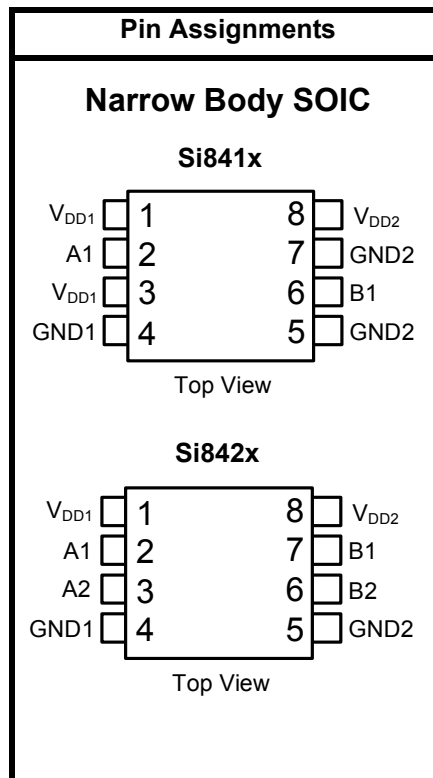 Pin Assignments
Narrow Body SOIC
Si841x
VDD1 1 8 VDD2
A1 2 7 GND2
VDD1 3 6 B1
GND1 4 5 GND2
Top View
Si842x
VDD1 1 8 VDD2
A1 2 7 B1
A2 3 6 B2
GND1 4 5 GND2
Top View